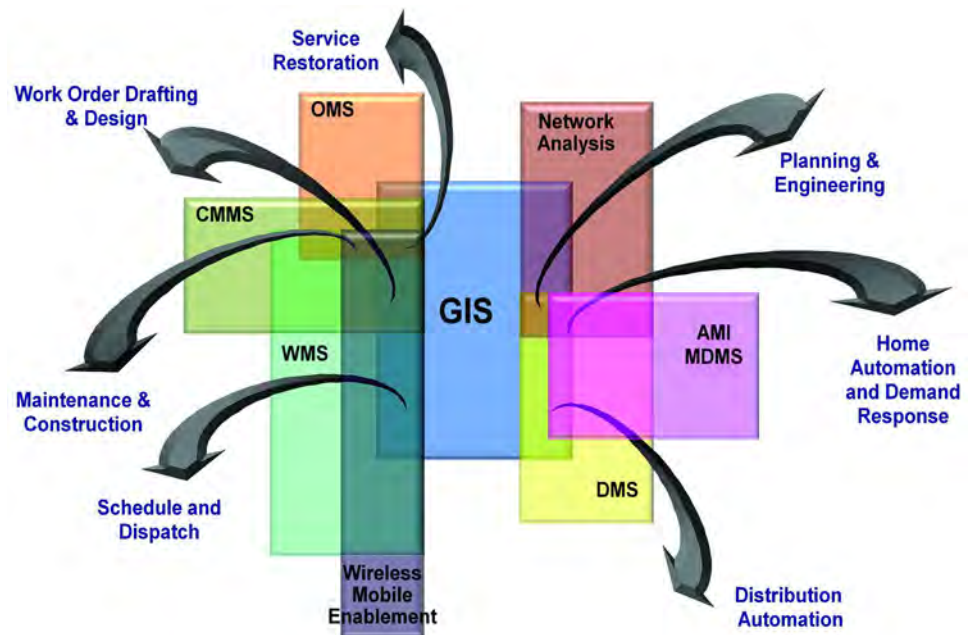 Service
Restoration
Work Order Drafting
& Design
OMS
Network
Analysis
Planning &
Engineering
CMMS
GIS
WMS
AMI
MDMS
Home
Automation
and Demand
Response
Maintenance &
Construction
DMS
Schedule and
Dispatch
Wireless
Mobile
Enablement
Distribution
Automation